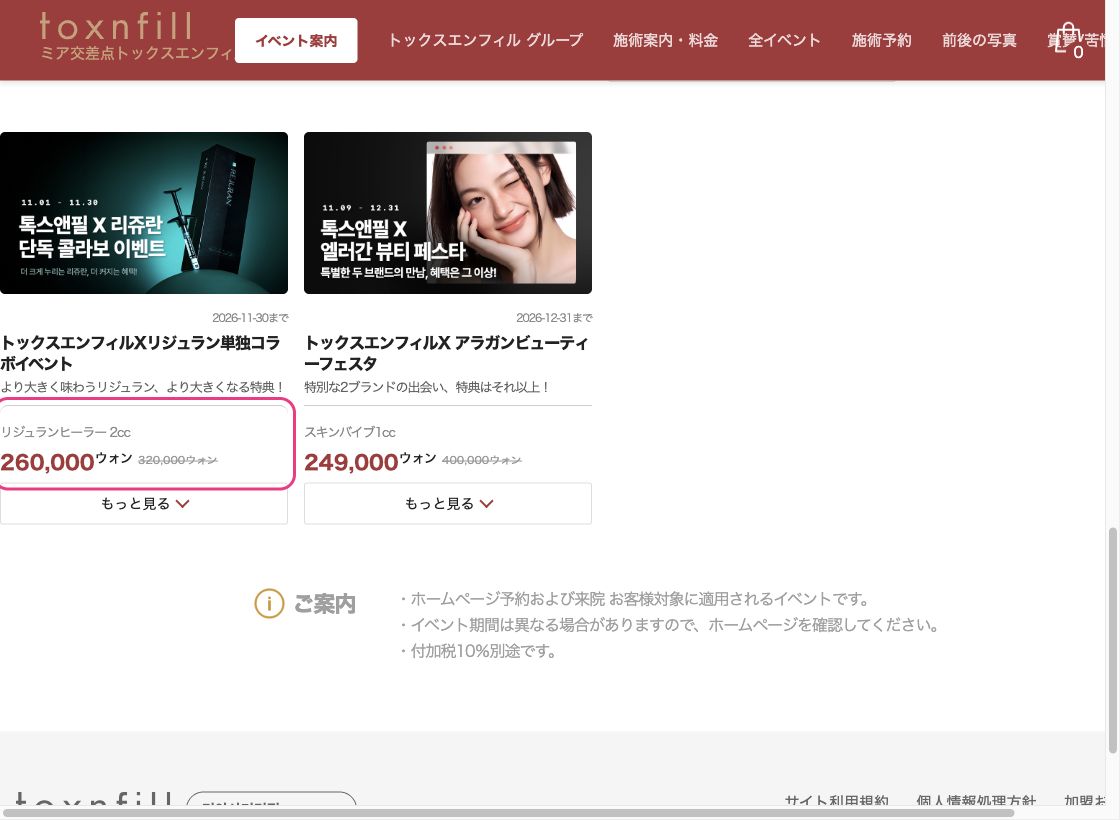 toxnfill
ミア交差点トックスエンフィ
イベント案内
トックスエンフィル グループ
施術案内・料金
全イベント
施術予約
前後の写真
0
11.01 - 11.30
톡스앤필 X 리쥬란
단독 콜라보 이벤트
더 크게 누리는 리쥬란, 더 커지는 혜택!
REJURAN
11.09 - 12.31
톡스앤필 X
엘러간 뷰티 페스타
특별한 두 브랜드의 만남, 혜택은 그 이상!
2026-11-30まで
トックスエンフィルXリジュラン単独コラ
ボイベント
より大きく味わうリジュラン、より大きくなる特典！
リジュランヒーラー 2cc
260,000ウォン 320,000ウォン
もっと見る
2026-12-31まで
トックスエンフィルX アラガンビューティ
ーフェスタ
特別な2ブランドの出会い、特典はそれ以上！
スキンバイブ1cc
249,000ウォン 400,000ウォン
もっと見る
ご案内
・ホームページ予約および来院 お客様対象に適用されるイベントです。
・イベント期間は異なる場合がありますので、ホームページを確認してください。
・付加税10%別途です。
toxnfill
サイト利用規約
個人情報処理方針
加盟お